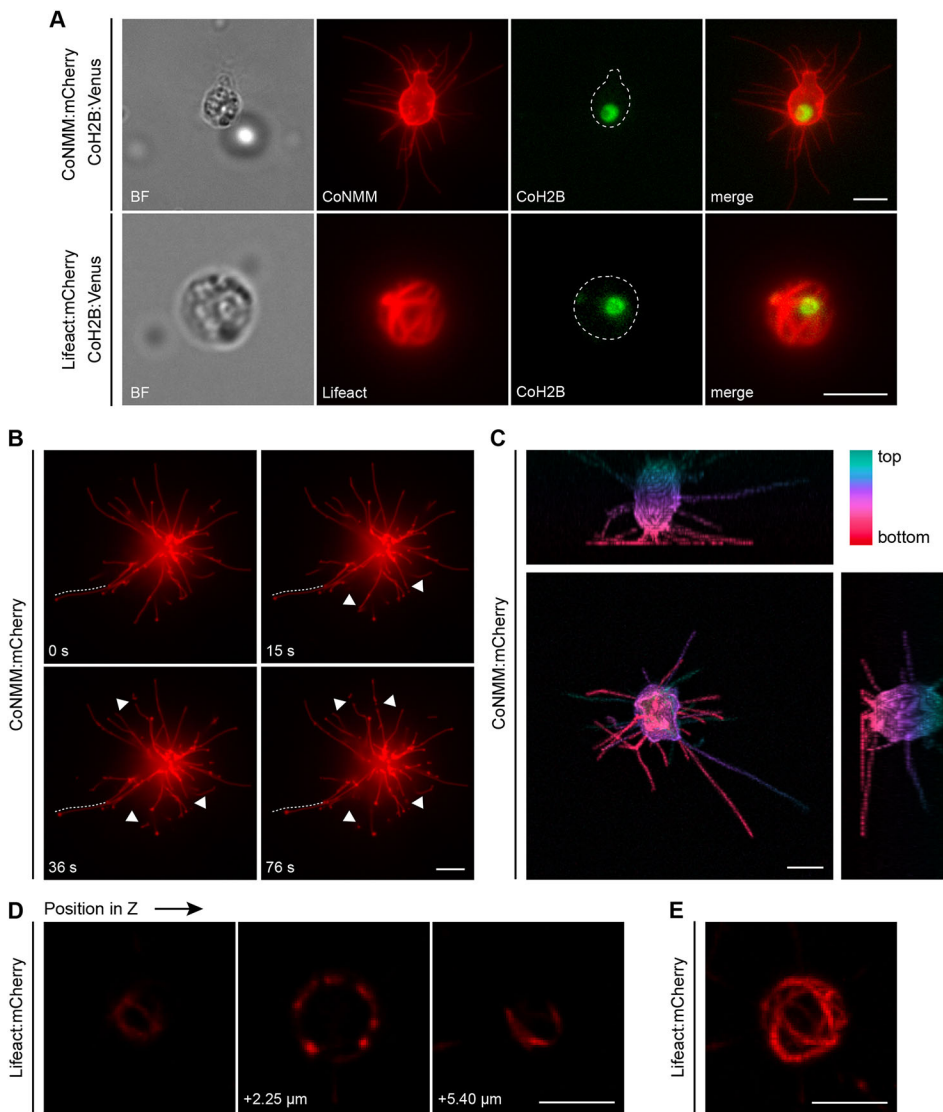 A
CoNMM:mCherry
CoH2B:Venus
BF
CoNMM
CoH2B
merge
Lifeact:mCherry
CoH2B:Venus
BF
Lifeact
CoH2B
merge
B
CoNMM:mCherry
0 s
15 s
36 s
76 s
C
CoNMM:mCherry
top
bottom
D
Position in Z
Lifeact:mCherry
+2.25 μm
+5.40 μm
E
Lifeact:mCherry